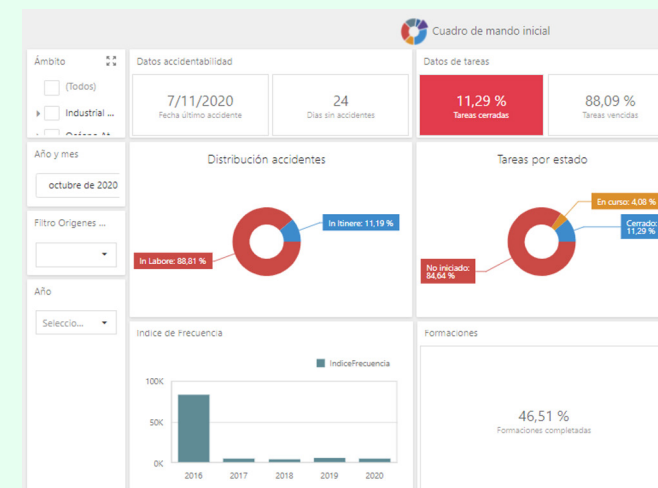 Cuadro de mando inicial
Ámbito
(Todos)
Industrial ...
Año y mes
octubre de 2020
Filtro Origenes ...
Año
Seleccio...
Datos accidentabilidad
7/11/2020
Fecha último accidente
24
Dias sin accidentes
Datos de tareas
11,29 %
Tareas cerradas
88,09 %
Tareas vencidas
Distribución accidentes
In Itinere: 11,19 %
In Labore: 88,81 %
Tareas por estado
En curso: 4,08 %
Cerrado:
11,29 %
No iniciado:
84,64 %
Indice de Frecuencia
IndiceFrecuencia
100K
50K
0K
2016 2017 2018 2019 2020
Formaciones
46,51 %
Formaciones completadas